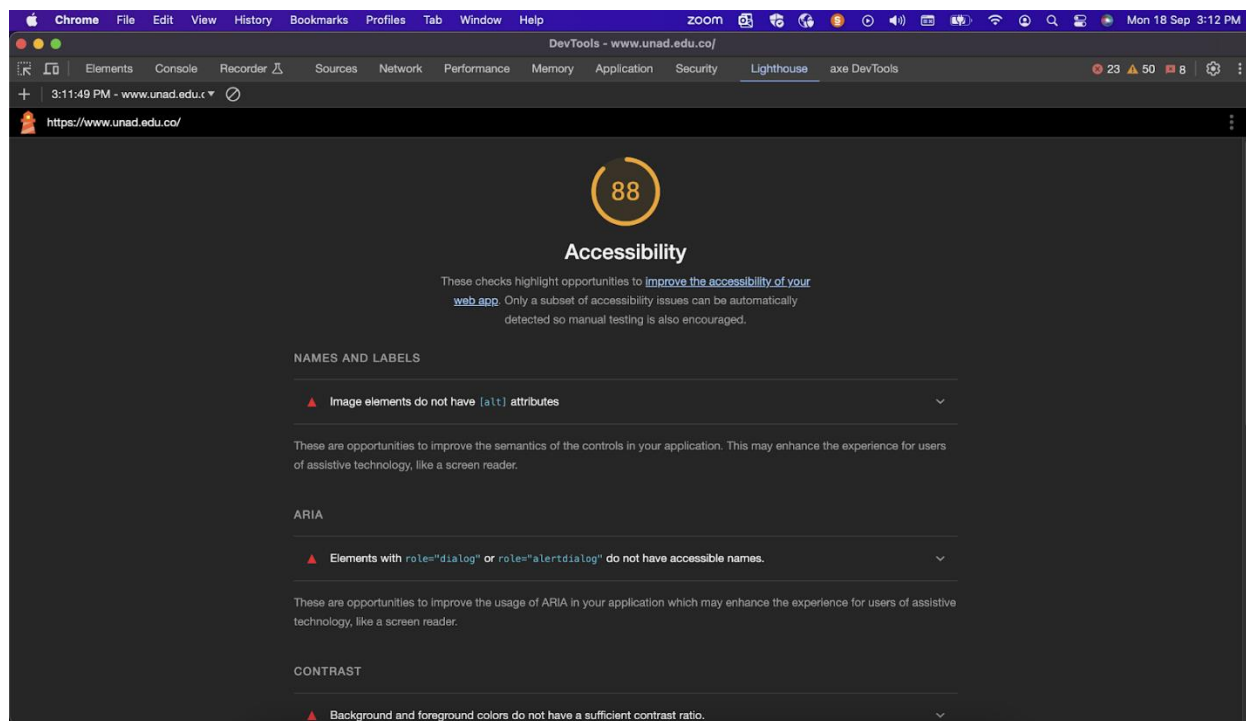 Chrome File Edit View History Bookmarks Profiles Tab Window Help zoom Mon 18 Sep 3:12 PM
DevTools - www.unad.edu.co/
Elements Console Recorder Sources Network Performance Memory Application Security Lighthouse axe DevTools 23 50 8
3:11:49 PM - www.unad.edu.c
https://www.unad.edu.co/
88
Accessibility
These checks highlight opportunities to improve the accessibility of your
web app. Only a subset of accessibility issues can be automatically
detected so manual testing is also encouraged.
NAMES AND LABELS
Image elements do not have [alt] attributes
These are opportunities to improve the semantics of the controls in your application. This may enhance the experience for users
of assistive technology, like a screen reader.
ARIA
Elements with role="dialog" or role="alertdialog" do not have accessible names.
These are opportunities to improve the usage of ARIA in your application which may enhance the experience for users of assistive
technology, like a screen reader.
CONTRAST
Background and foreground colors do not have a sufficient contrast ratio.